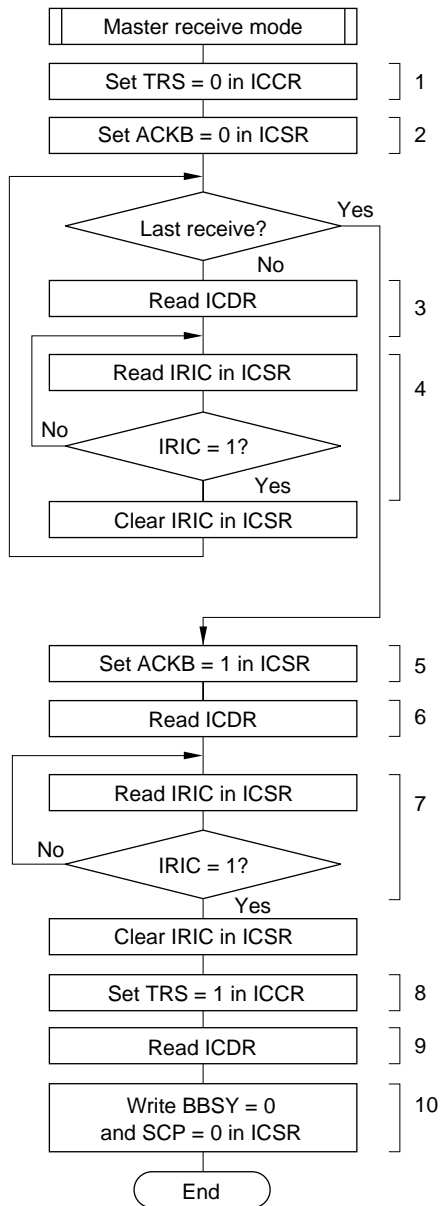 Master receive mode
Set TRS = 0 in ICCR
1
Set ACKB = 0 in ICSR
2
Last receive?
Yes
No
Read ICDR
3
Read IRIC in ICSR
4
No
IRIC = 1?
Yes
Clear IRIC in ICSR
Set ACKB = 1 in ICSR
5
Read ICDR
6
Read IRIC in ICSR
7
No
IRIC = 1?
Yes
Clear IRIC in ICSR
Set TRS = 1 in ICCR
8
Read ICDR
9
Write BBSY = 0
10
and SCP = 0 in ICSR
End